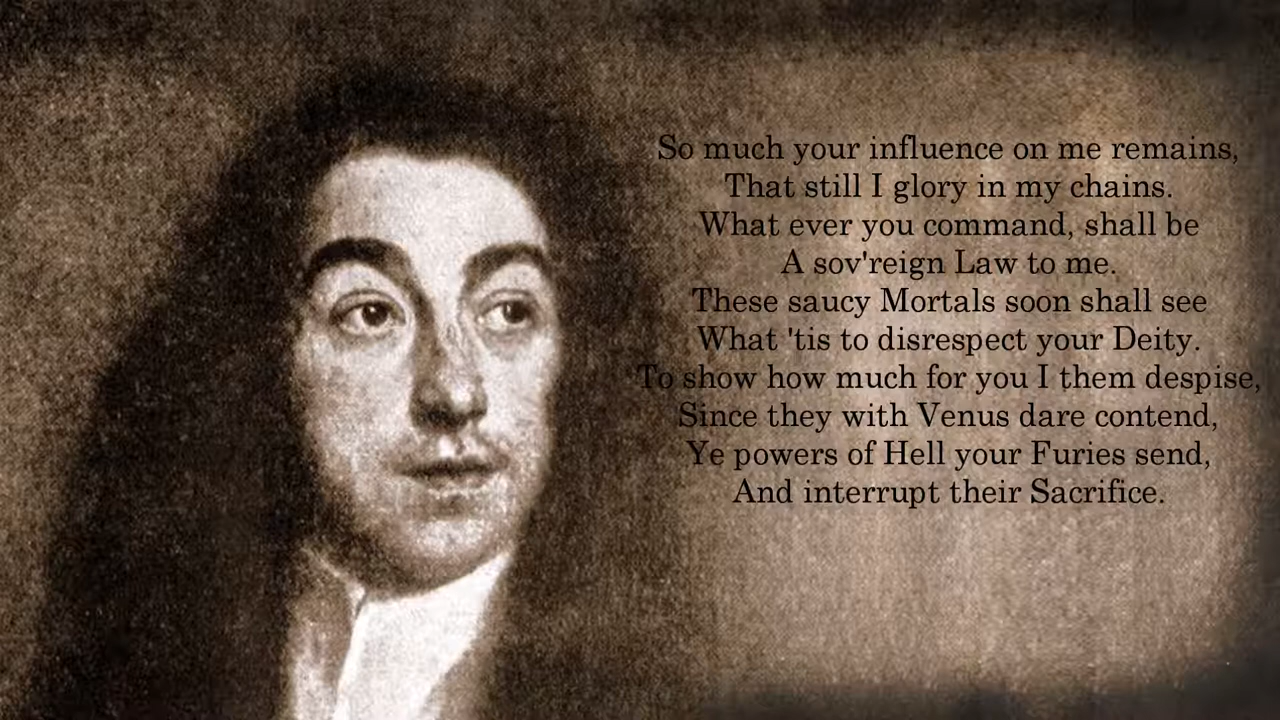 So much your influence on me remains,
That still I glory in my chains.
What ever you command, shall be
A sov'reign Law to me.
These saucy Mortals soon shall see
What 'tis to disrespect your Deity.
To show how much for you I them despise,
Since they with Venus dare contend,
Ye powers of Hell your Furies send,
And interrupt their Sacrifice.